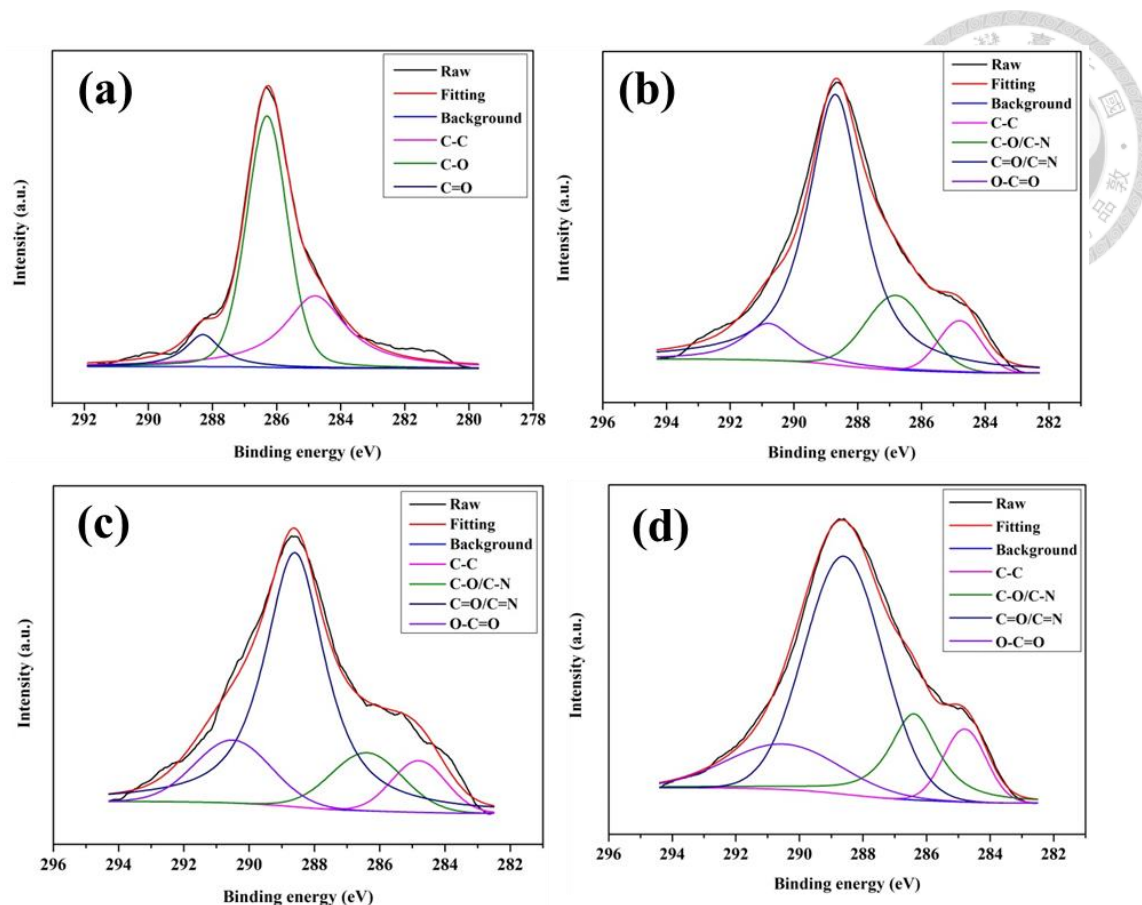 (a)
Raw
Fitting
Background
C-C
C-O
C=O
Intensity (a.u.)
292 290 288 286 284 282 280 278
Binding energy (eV)
(b)
Raw
Fitting
Background
C-C
C-O/C-N
C=O/C=N
O-C=O
Intensity (a.u.)
296 294 292 290 288 286 284 282
Binding energy (eV)
國
品
教
(c)
Raw
Fitting
Background
C-C
C-O/C-N
C=O/C=N
O-C=O
Intensity (a.u.)
296 294 292 290 288 286 284 282
Binding energy (eV)
(d)
Raw
Fitting
Background
C-C
C-O/C-N
C=O/C=N
O-C=O
Intensity (a.u.)
296 294 292 290 288 286 284 282
Binding energy (eV)